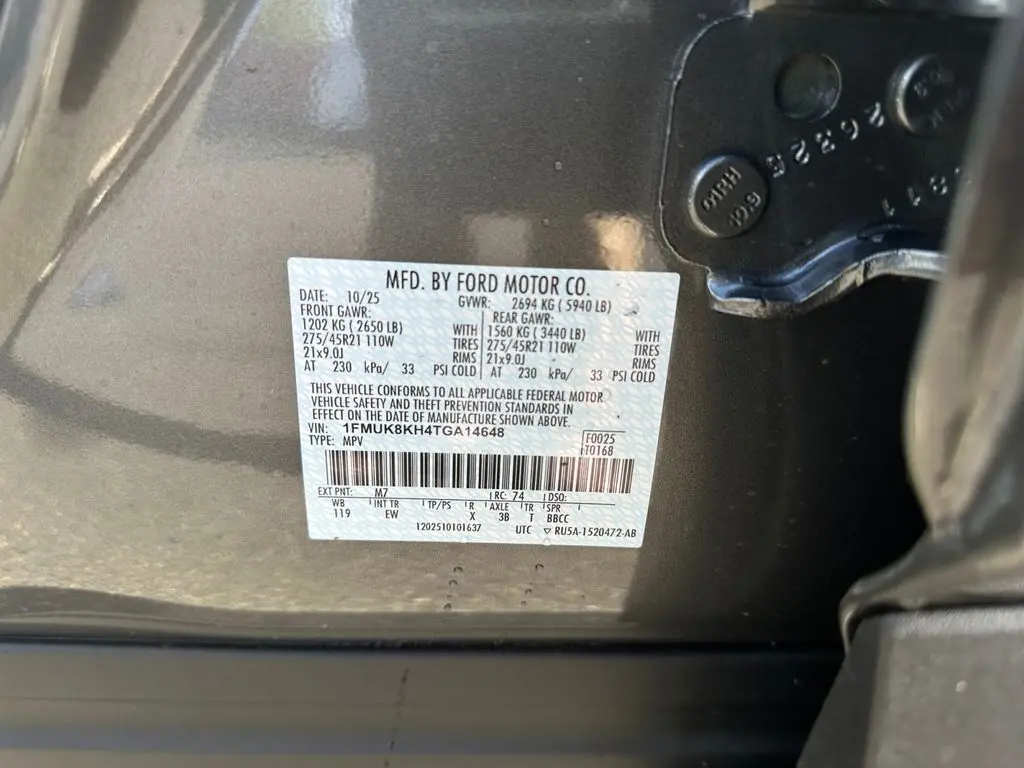 MFD. BY FORD MOTOR CO.
DATE: 10/25 GVWR: 2694 KG ( 5940 LB)
FRONT GAWR: REAR GAWR:
1202 KG ( 2650 LB) WITH 1560 KG ( 3440 LB) WITH
275/45R21 110W TIRES 275/45R21 110W TIRES
21x9.0J RIMS 21x9.0J RIMS
AT 230 kPa/ 33 PSI COLD AT 230 kPa/ 33 PSI COLD
THIS VEHICLE CONFORMS TO ALL APPLICABLE FEDERAL MOTOR
VEHICLE SAFETY AND THEFT PREVENTION STANDARDS IN
EFFECT ON THE DATE OF MANUFACTURE SHOWN ABOVE.
VIN: 1FMUK8KH4TGA14648 F0025
TYPE: MPV T0168
EXT PNT: M7 RC: 74 DSO:
WB INT TR TP/PS R AXLE TR SPR
119 EW X 3B T BBCC
1202510101637 UTC ▽ RU5A-1520472-AB
26325
811
01RH